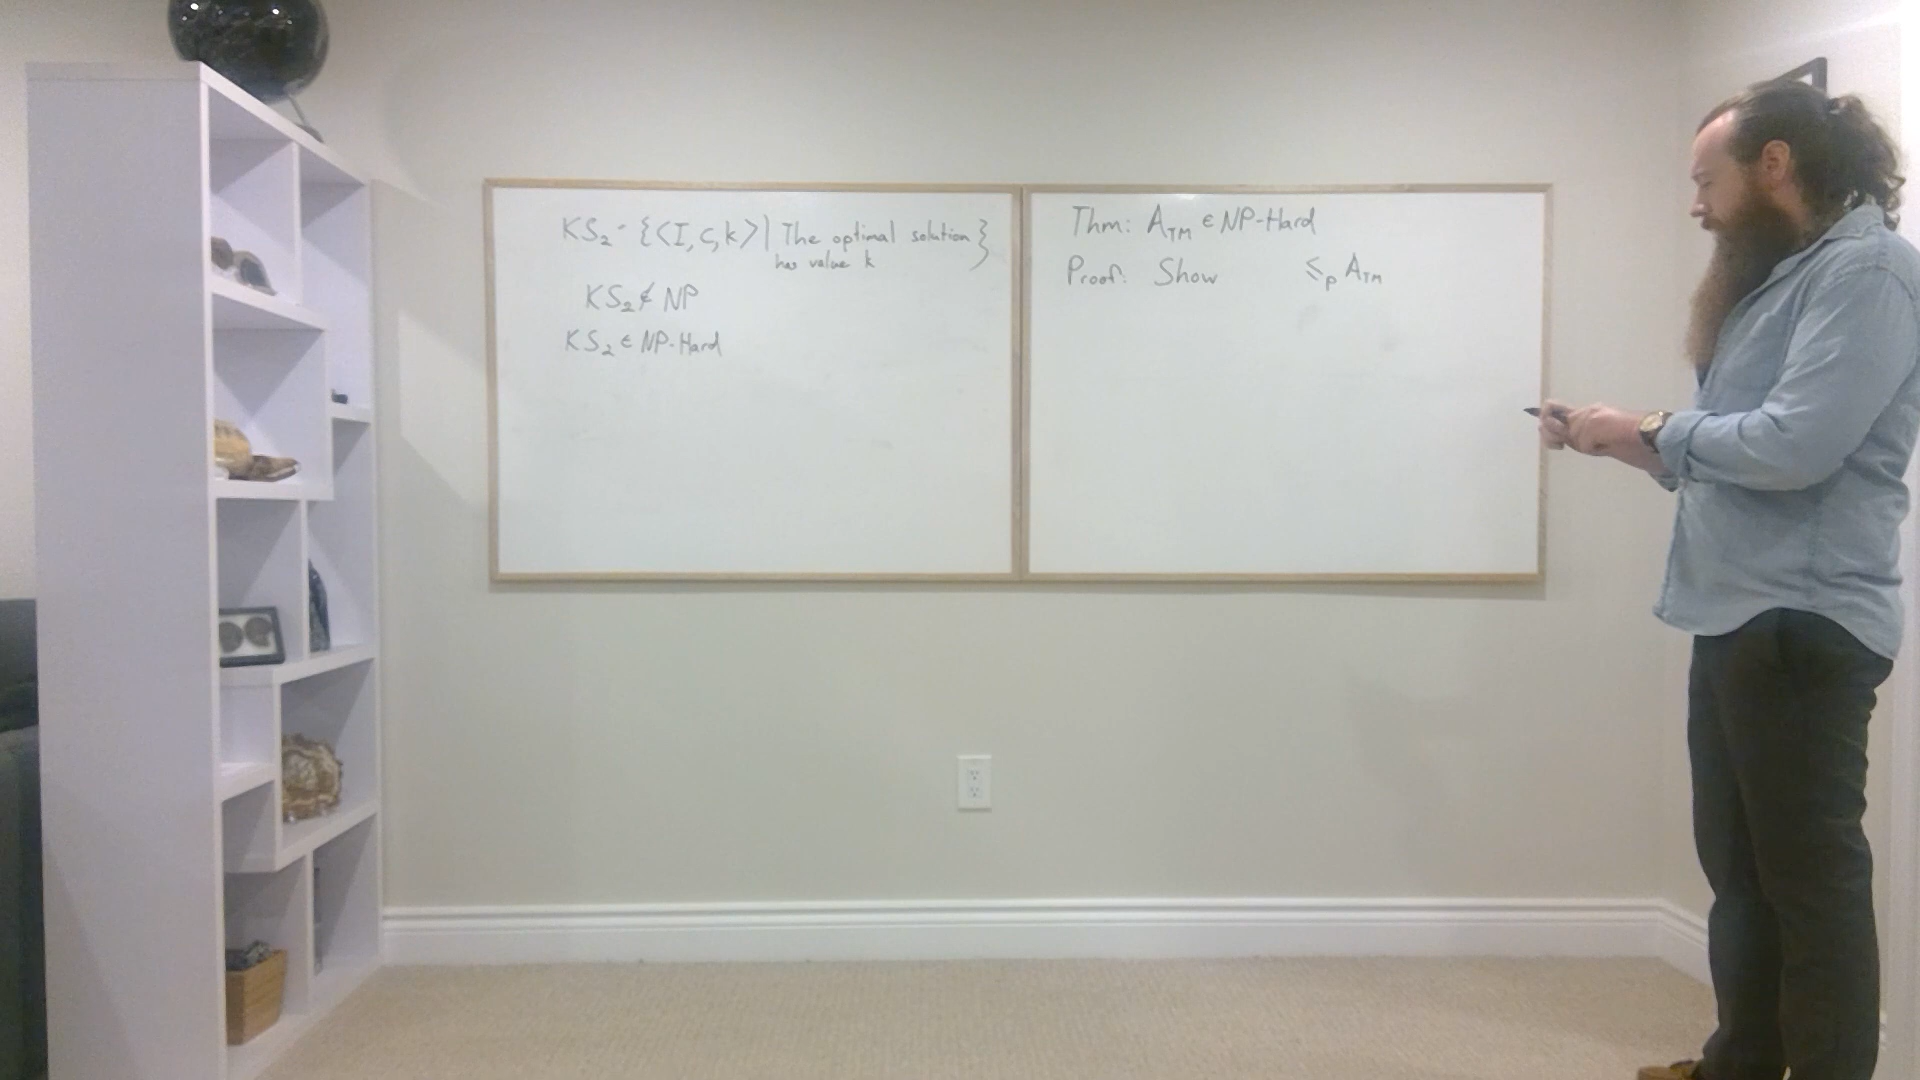 KS₂ - {<I, c, k> | The optimal solution
has value k }
KS₂ ∉ NP
KS₂ ∈ NP-Hard
Thm: A_TM ∈ NP-Hard
Proof: Show ≤_p A_TM